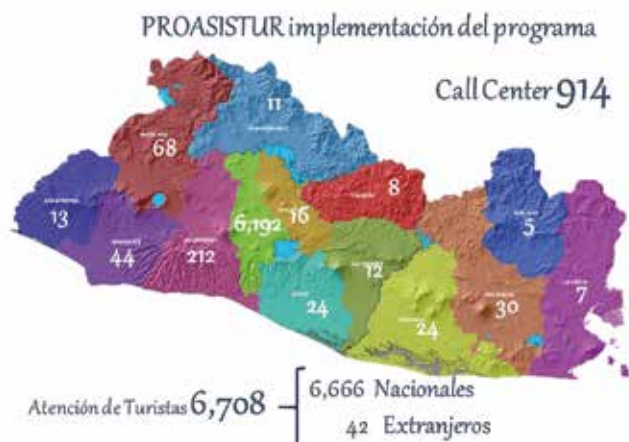 PROASISTUR implementación del programa
Call Center 914
11
68
8
13
6,192
16
5
44
212
12
7
24
24
30
Atención de Turistas 6,708
6,666 Nacionales
42 Extranjeros